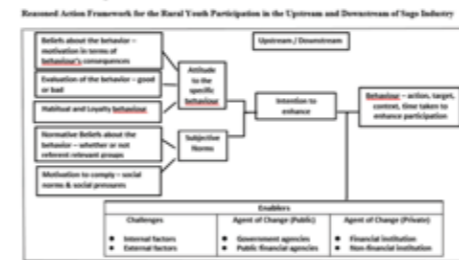 Reasoned Action Framework for the Rural Youth Participation in the Upstream and Downstream of Sago Industry
Beliefs about the behavior –
motivation in terms of
behaviour's consequences
Evaluation of the behavior – good
or bad
Habitual and Loyalty behaviour
Normative Beliefs about the
behavior – whether or not
referent relevant groups
Motivation to comply – social
norms & social pressures
Attitude
to the
specific
behaviour
Subjective
Norms
Upstream / Downstream
Intention to
enhance
Behaviour – action, target,
context, time taken to
enhance participation
Enablers
Challenges
• Internal factors
• External factors
Agent of Change (Public)
• Government agencies
• Public financial agencies
Agent of Change (Private)
• Financial institution
• Non-financial institution